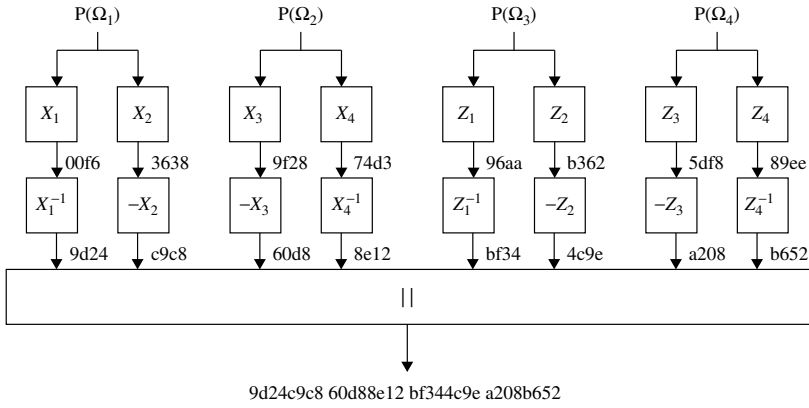 P(Ω₁) P(Ω₂) P(Ω₃) P(Ω₄)
X₁ X₂ X₃ X₄ Z₁ Z₂ Z₃ Z₄
00f6 3638 9f28 74d3 96aa b362 5df8 89ee
X₁⁻¹ –X₂ –X₃ X₄⁻¹ Z₁⁻¹ –Z₂ –Z₃ Z₄⁻¹
9d24 c9c8 60d8 8e12 bf34 4c9e a208 b652
||
9d24c9c8 60d88e12 bf344c9e a208b652